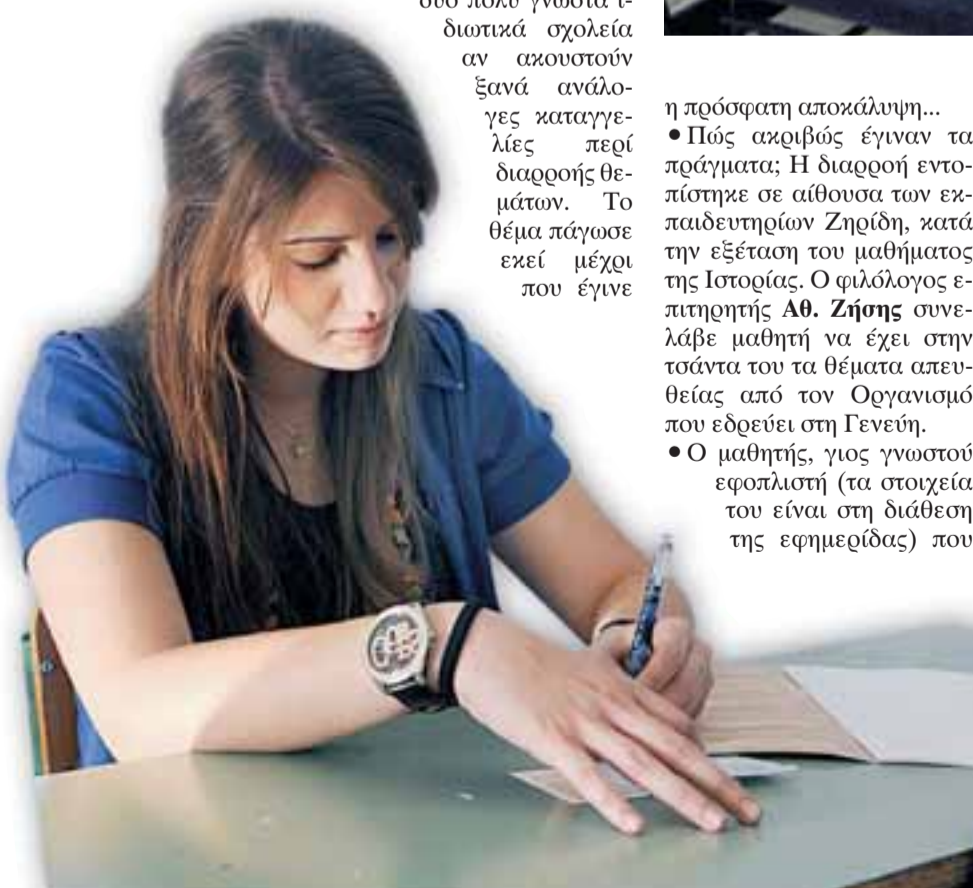 δύο πολύ γνωστά ι-
διωτικά σχολεία
αν ακουστούν
ξανά ανάλο-
γες καταγγε-
λίες περί
διαρροής θε-
μάτων. Το
θέμα πάγωσε
εκεί μέχρι
που έγινε
η πρόσφατη αποκάλυψη...
• Πώς ακριβώς έγιναν τα
πράγματα; Η διαρροή εντο-
πίστηκε σε αίθουσα των εκ-
παιδευτηρίων Ζηρίδη, κατά
την εξέταση του μαθήματος
της Ιστορίας. Ο φιλόλογος ε-
πιτηρητής Αθ. Ζήσης συνε-
λάβε μαθητή να έχει στην
τσάντα του τα θέματα απευ-
θείας από τον Οργανισμό
που εδρεύει στη Γενεύη.
• Ο μαθητής, γιος γνωστού
εφοπλιστή (τα στοιχεία
του είναι στη διάθεση
της εφημερίδας) που